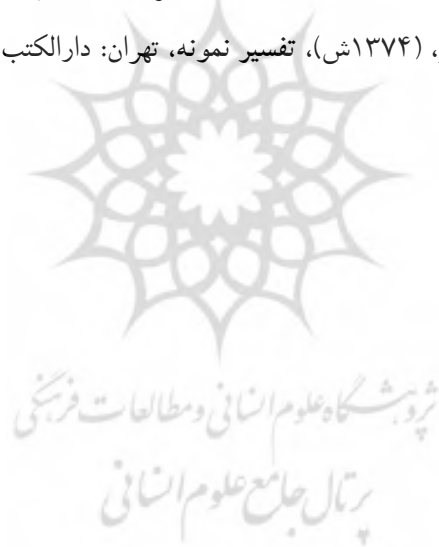 ، (۱۳۷۴ش)، تفسیر نمونه، تهران: دارالکتب
پژوهشگاه علوم انسانی و مطالعات فرهنگی
پرتال جامع علوم انسانی